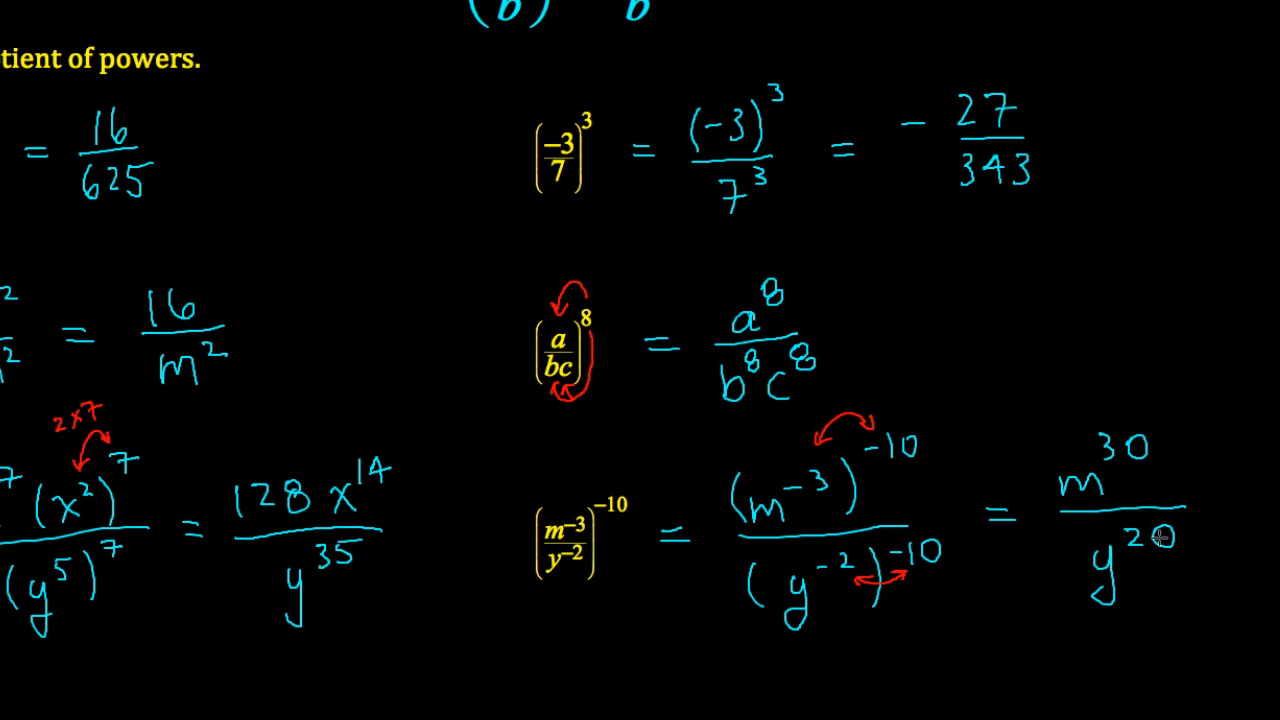 (b) b
tient of powers.
= 16/625
(-3/7)^3 = (-3)^3/7^3 = - 27/343
2 = 16/m^2
(a/bc)^8 = a^8/b^8c^8
2x7
7 (x^2)^7/(y^5)^7 = 128x^14/y^35
(m^-3/y^-2)^-10 = (m^-3)^-10/(y^-2)^-10 = m^30/y^20